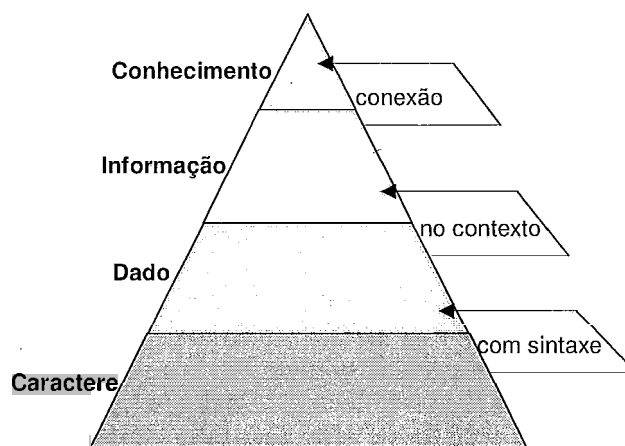 Conhecimento
conexão
Informação
no contexto
Dado
com sintaxe
Caractere